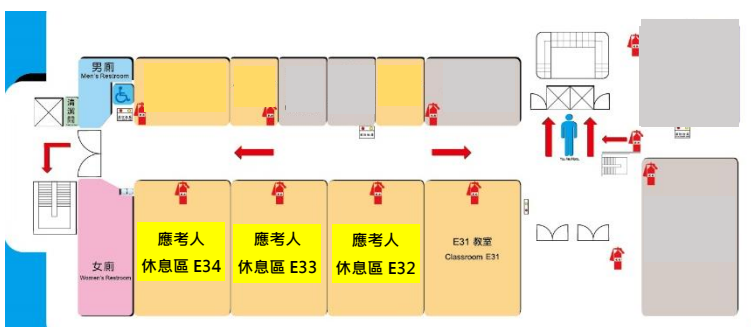 男廁
Men's Restroom
清潔間
應考人
休息區 E34
應考人
休息區 E33
應考人
休息區 E32
E31 教室
Classroom E31
女廁
Women's Restroom